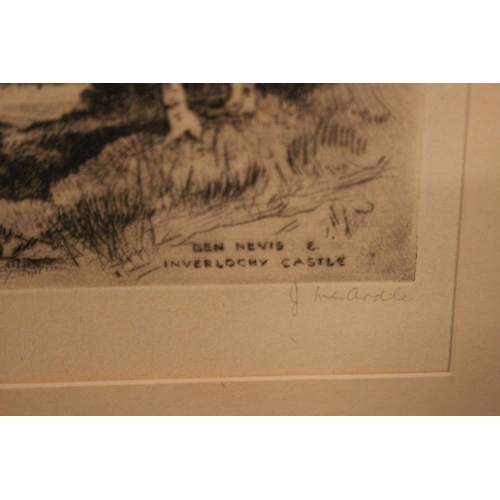 BEN NEVIS &
INVERLOCHY CASTLE
J McArdle